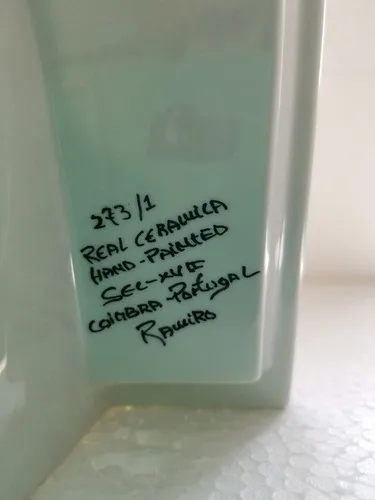 273/1
REAL CERAMICA
HAND-PAINTED
SEC-XVII
COIMBRA-PORTUGAL
RAMIRO